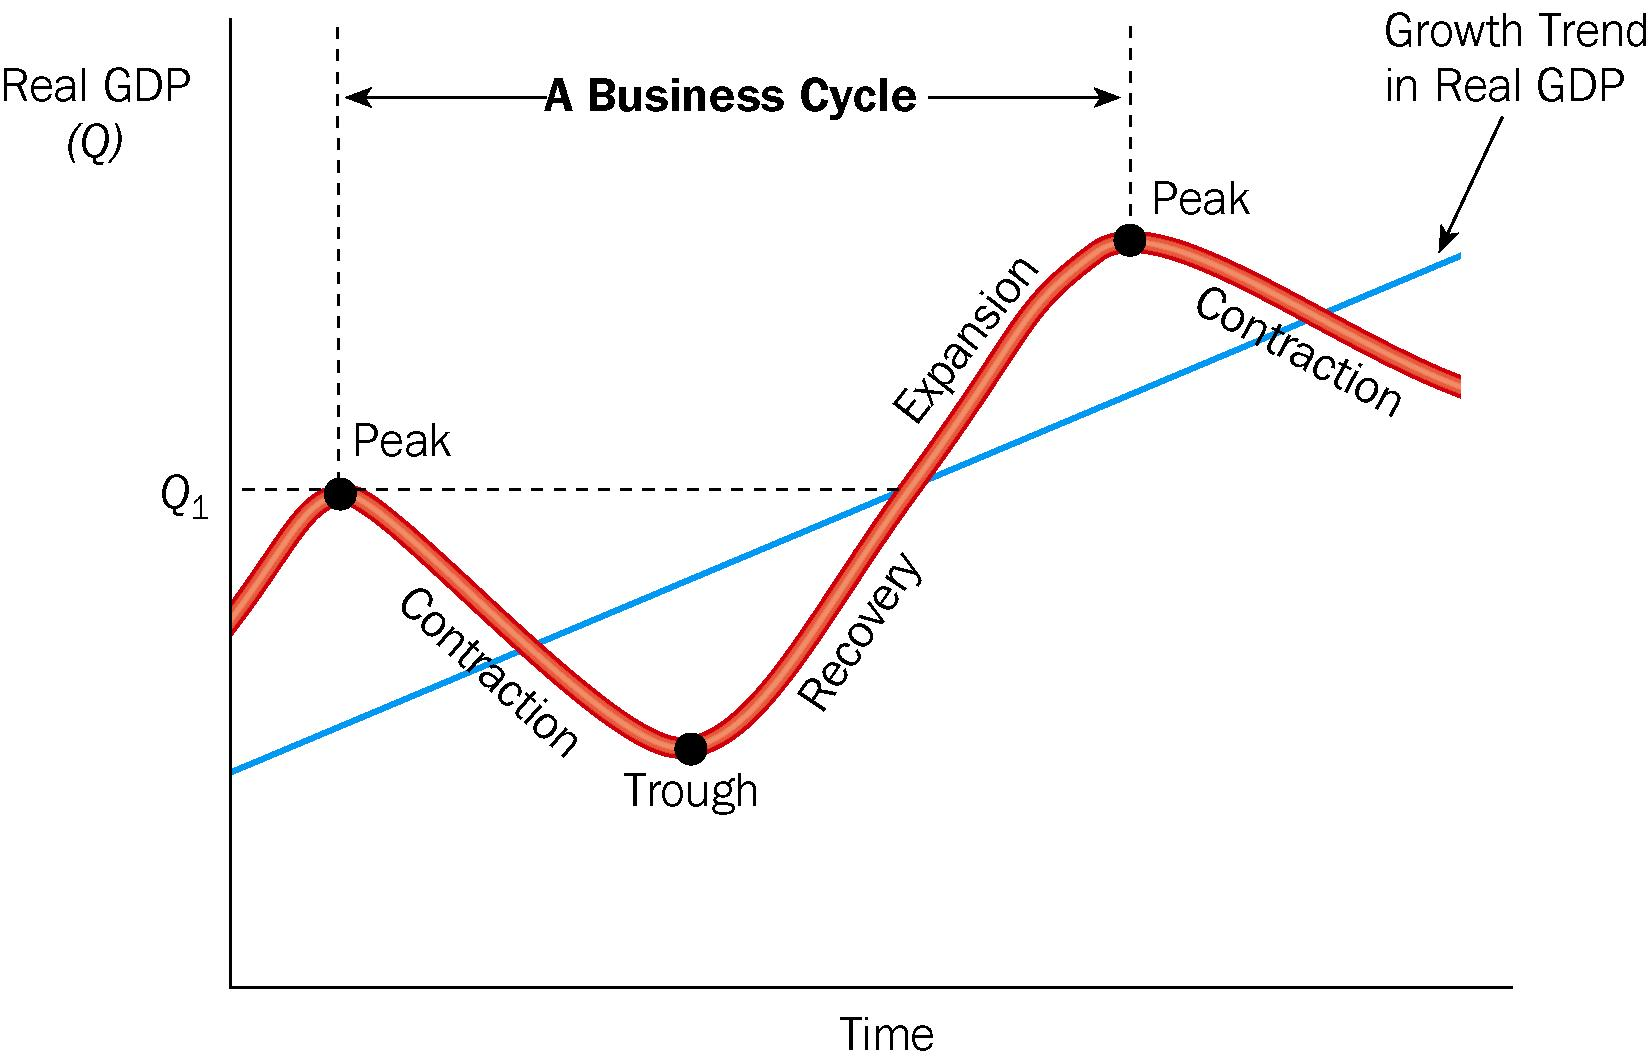 Real GDP
(Q)
A Business Cycle
Growth Trend
in Real GDP
Peak
Expansion
Contraction
Peak
Q1
Contraction
Recovery
Trough
Time